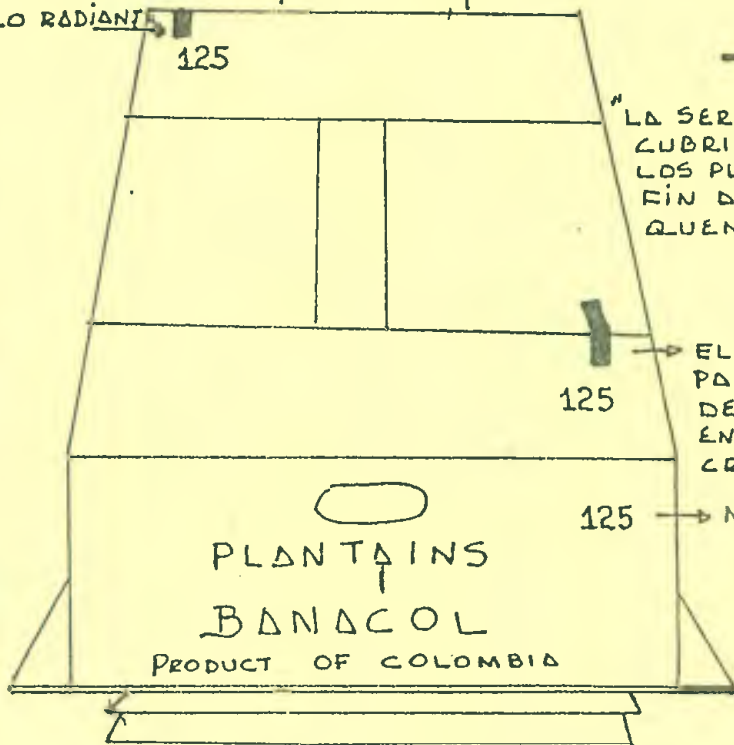 LO RADIANT
125
"LA SER
CUBRI
LOS PL
FIN D
QUEN
125
EL
PA
DE
EN
CR
125
N
PLANTAINS
BANACOL
PRODUCT OF COLOMBIA